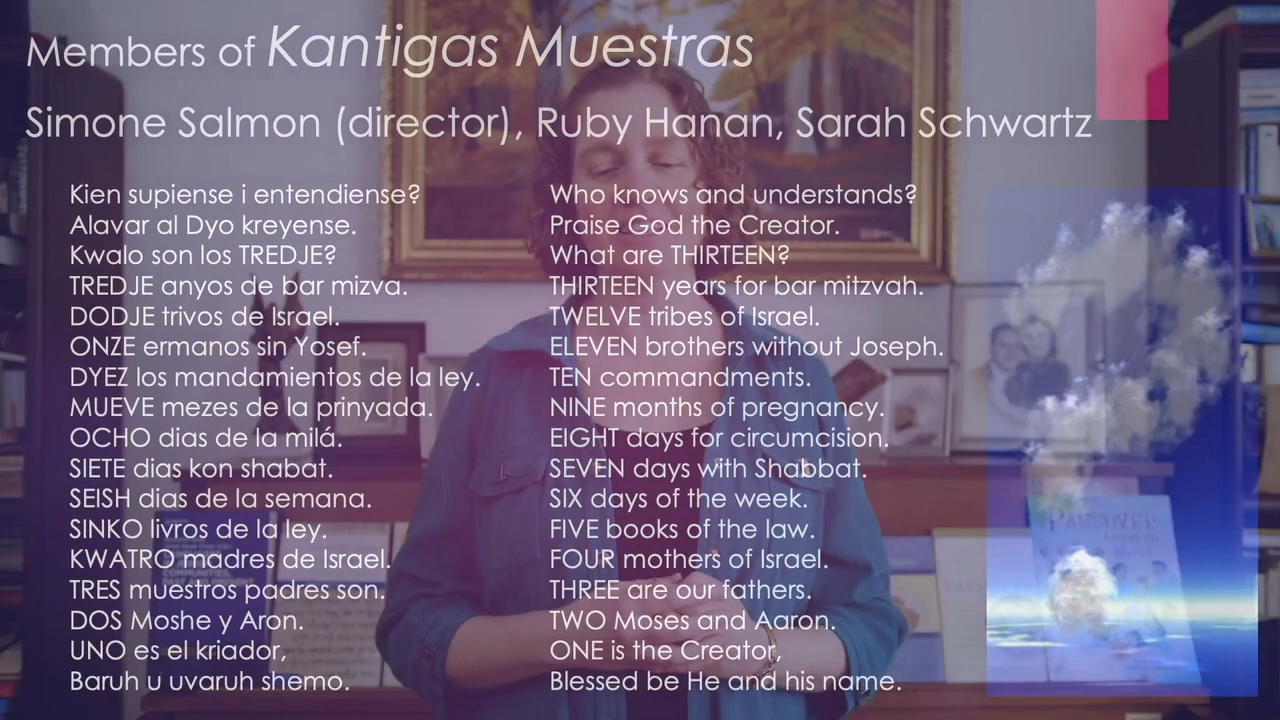 Members of Kantigas Muestras
Simone Salmon (director), Ruby Hanan, Sarah Schwartz
Kien supiense i entendiense?
Alavar al Dyo kreyense.
Kwalo son los TREDJE?
TREDJE anyos de bar mizva.
DODJE trivos de Israel.
ONZE ermanos sin Yosef.
DYEZ los mandamientos de la ley.
MUEVE mezes de la prinyada.
OCHO dias de la milá.
SIETE dias kon shabat.
SEISH dias de la semana.
SINKO livros de la ley.
KWATRO madres de Israel.
TRES muestros padres son.
DOS Moshe y Aron.
UNO es el kriador,
Baruh u uvaruh shemo.
Who knows and understands?
Praise God the Creator.
What are THIRTEEN?
THIRTEEN years for bar mitzvah.
TWELVE tribes of Israel.
ELEVEN brothers without Joseph.
TEN commandments.
NINE months of pregnancy.
EIGHT days for circumcision.
SEVEN days with Shabbat.
SIX days of the week.
FIVE books of the law.
FOUR mothers of Israel.
THREE are our fathers.
TWO Moses and Aaron.
ONE is the Creator,
Blessed be He and his name.
PASSOVER